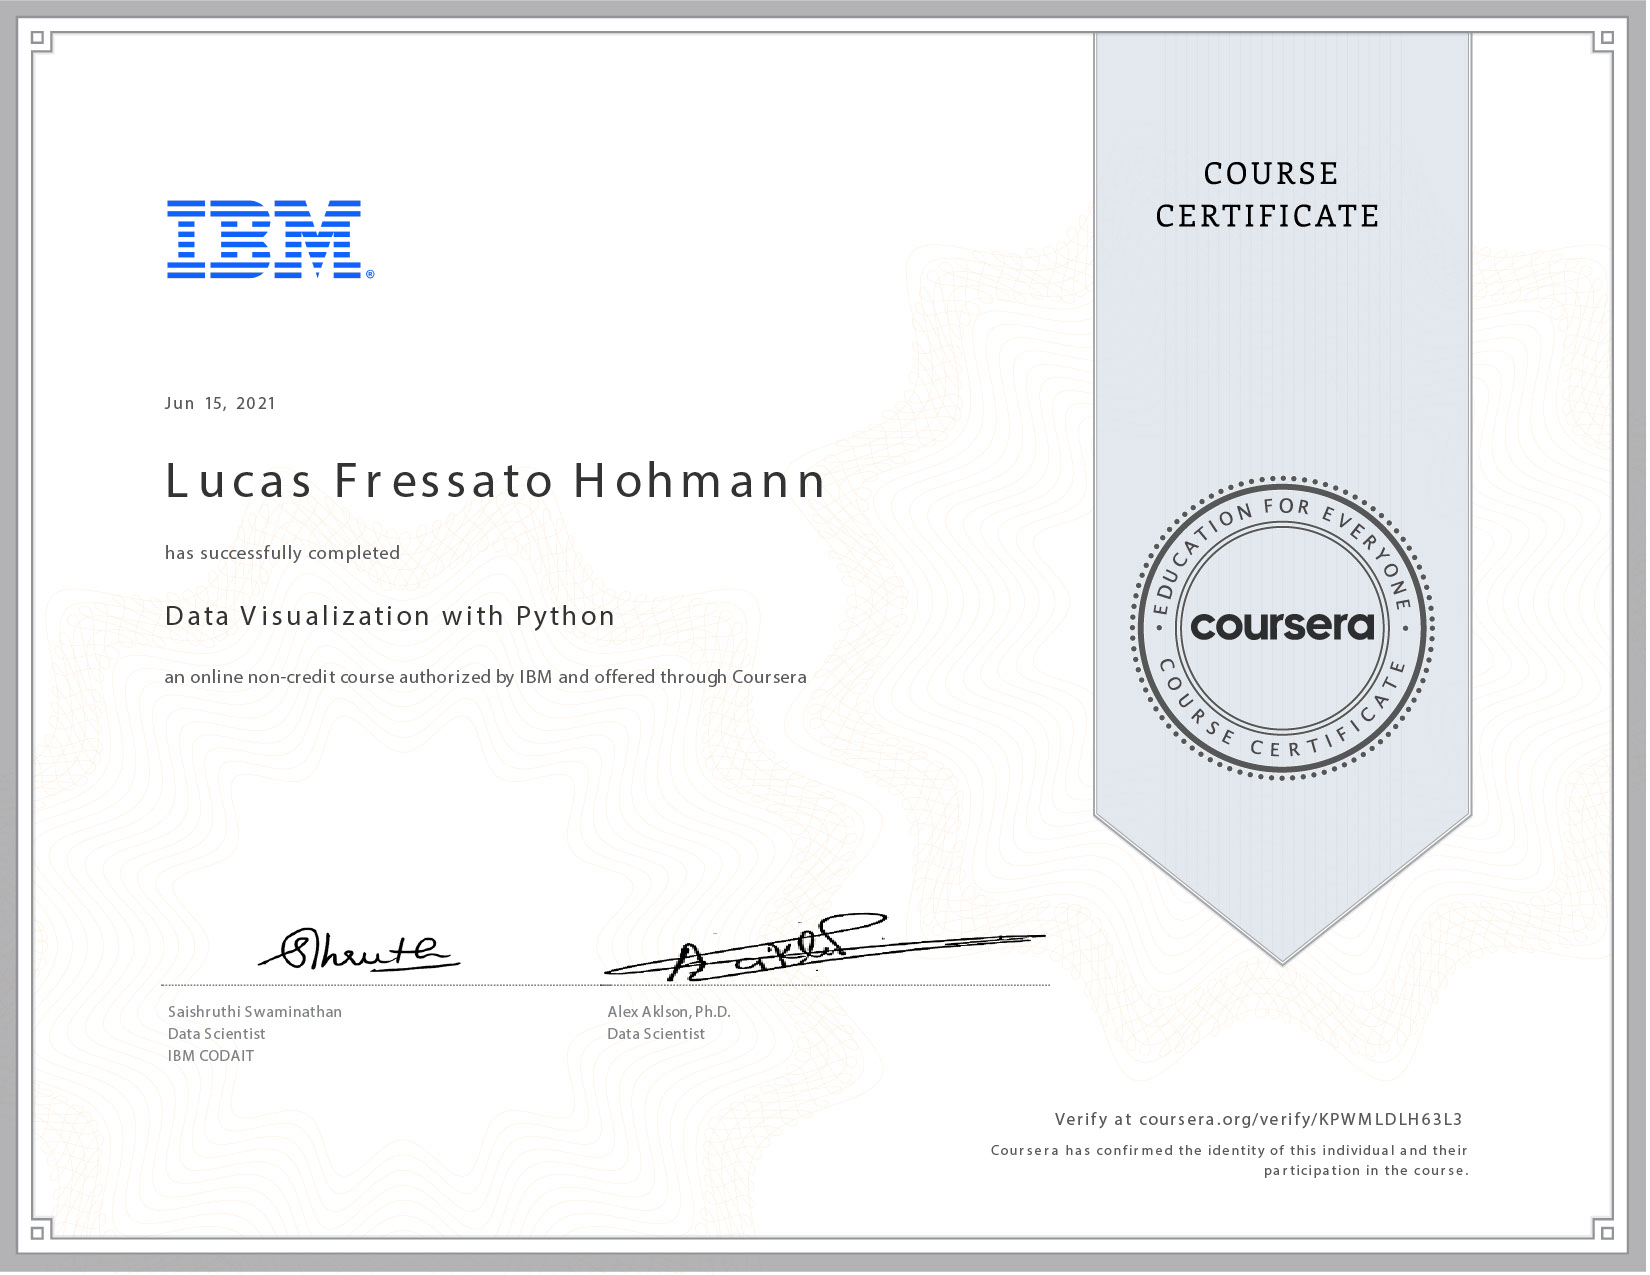 IBM®
COURSE
CERTIFICATE
Jun 15, 2021
Lucas Fressato Hohmann
has successfully completed
Data Visualization with Python
an online non-credit course authorized by IBM and offered through Coursera
EDUCATION FOR EVERYONE
coursera
COURSE CERTIFICATE
Shruthi
Saishruthi Swaminathan
Data Scientist
IBM CODAIT
Alex Aklson, Ph.D.
Data Scientist
Verify at coursera.org/verify/KPWMLDLH63L3
Coursera has confirmed the identity of this individual and their
participation in the course.